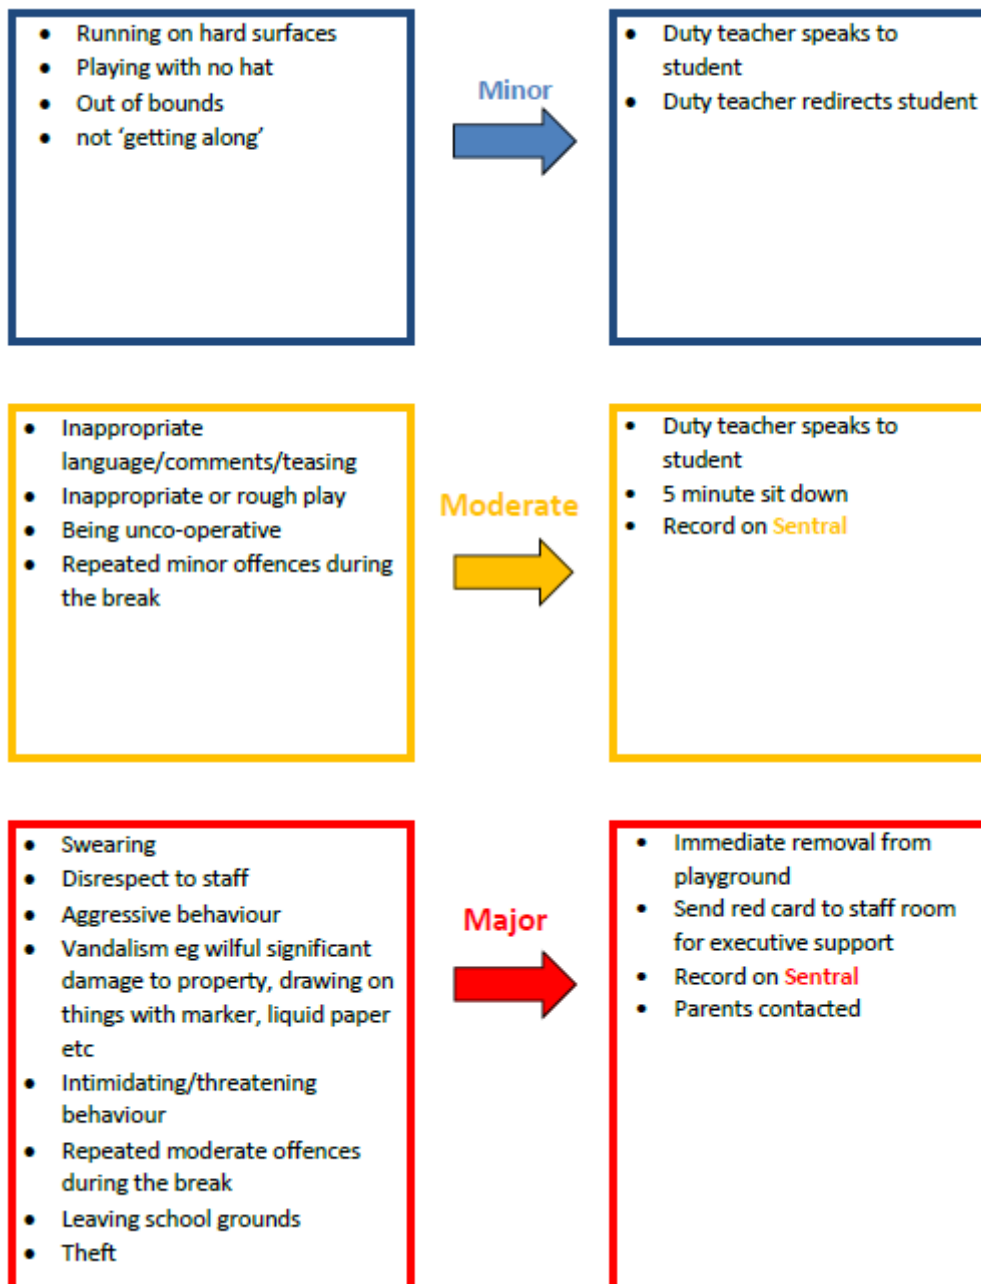 • Running on hard surfaces
• Playing with no hat
• Out of bounds
• not ‘getting along’
Minor
• Duty teacher speaks to
student
• Duty teacher redirects student
• Inappropriate
language/comments/teasing
• Inappropriate or rough play
• Being unco-operative
• Repeated minor offences during
the break
Moderate
• Duty teacher speaks to
student
• 5 minute sit down
• Record on Sentral
• Swearing
• Disrespect to staff
• Aggressive behaviour
• Vandalism eg wilful significant
damage to property, drawing on
things with marker, liquid paper
etc
• Intimidating/threatening
behaviour
• Repeated moderate offences
during the break
• Leaving school grounds
• Theft
Major
• Immediate removal from
playground
• Send red card to staff room
for executive support
• Record on Sentral
• Parents contacted